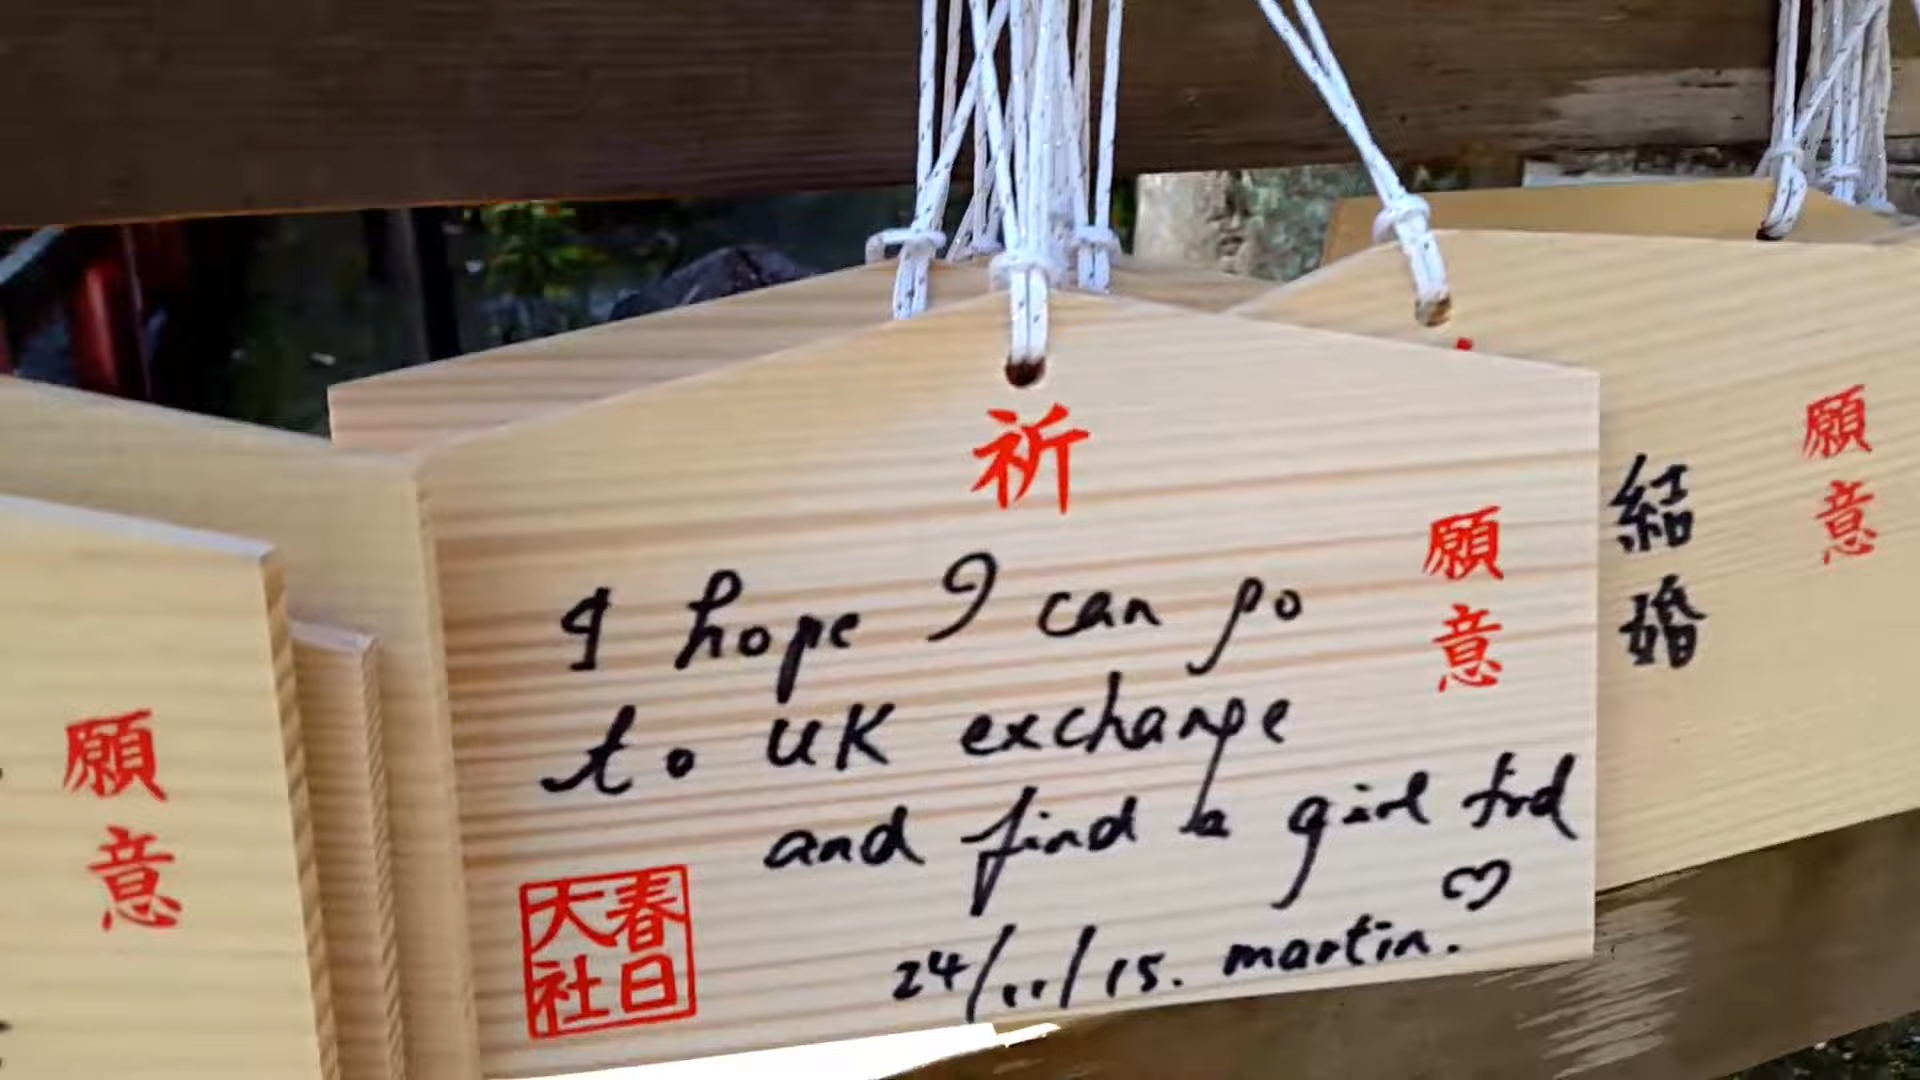 祈
願意
I hope I can go
to UK exchange
and find a girl frd
♡
24/11/15. martin.
春日
大社
願意
結婚
願意